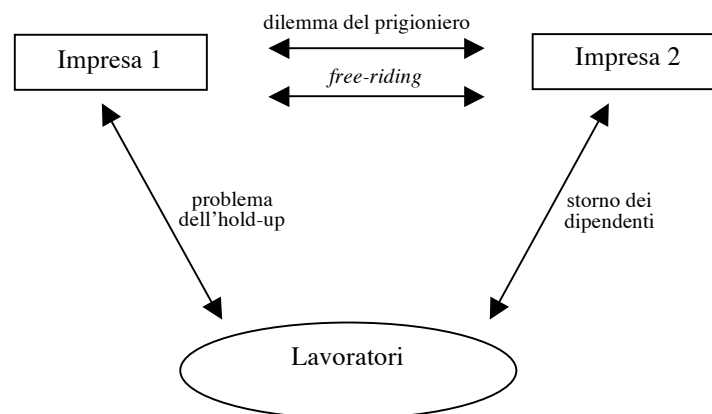 dilemma del prigioniero
Impresa 1
Impresa 2
free-riding
problema
dell’hold-up
storno dei
dipendenti
Lavoratori